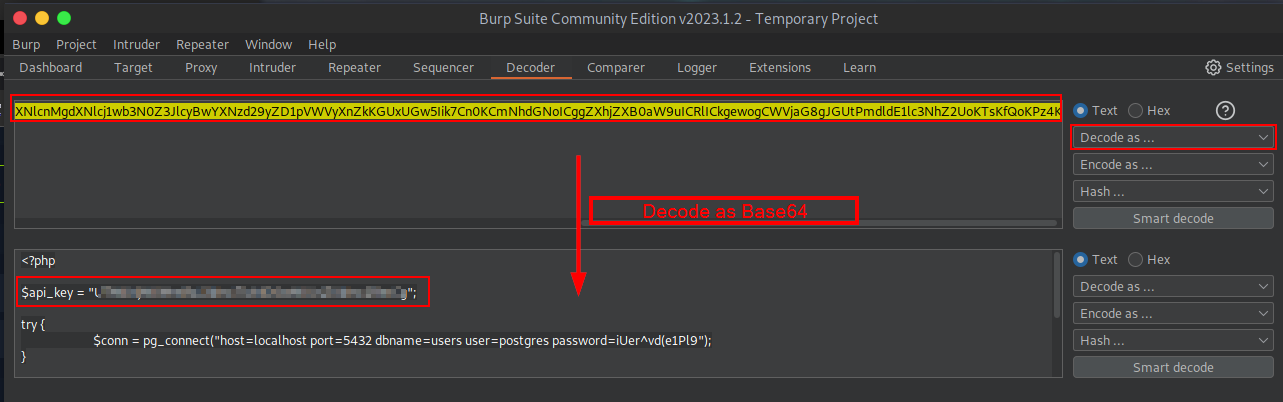 Burp Suite Community Edition v2023.1.2 - Temporary Project
Burp Project Intruder Repeater Window Help
Dashboard Target Proxy Intruder Repeater Sequencer Decoder Comparer Logger Extensions Learn Settings
XNlcnMgdXNlcj1wb3N0Z3JlcyBwYXNzd29yZD1pVWVyXnZkKGUxUGw5Iik7Cn0KCmNhdGNoICggZXhjZXB0aW9uICRlICkgewogCWVjaG8gJGUtPmdldE1lc3NhZ2UoKTsKfQoKPz4K
Text Hex ?
Decode as ...
Encode as ...
Hash ...
Smart decode
Decode as Base64
<?php
$api_key = "U g";
try {
$conn = pg_connect("host=localhost port=5432 dbname=users user=postgres password=iUer^vd(e1Pl9");
}
Text Hex
Decode as ...
Encode as ...
Hash ...
Smart decode